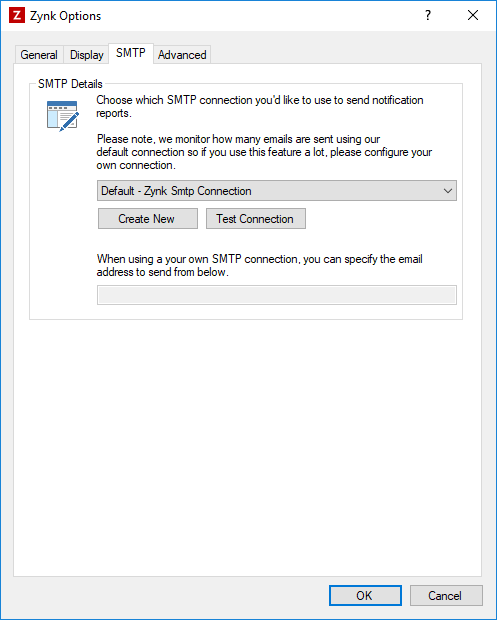 Z Zynk Options ?
General Display SMTP Advanced
SMTP Details
Choose which SMTP connection you'd like to use to send notification
reports.
Please note, we monitor how many emails are sent using our
default connection so if you use this feature a lot, please configure your
own connection.
Default - Zynk Smtp Connection
Create New Test Connection
When using a your own SMTP connection, you can specify the email
address to send from below.
OK Cancel